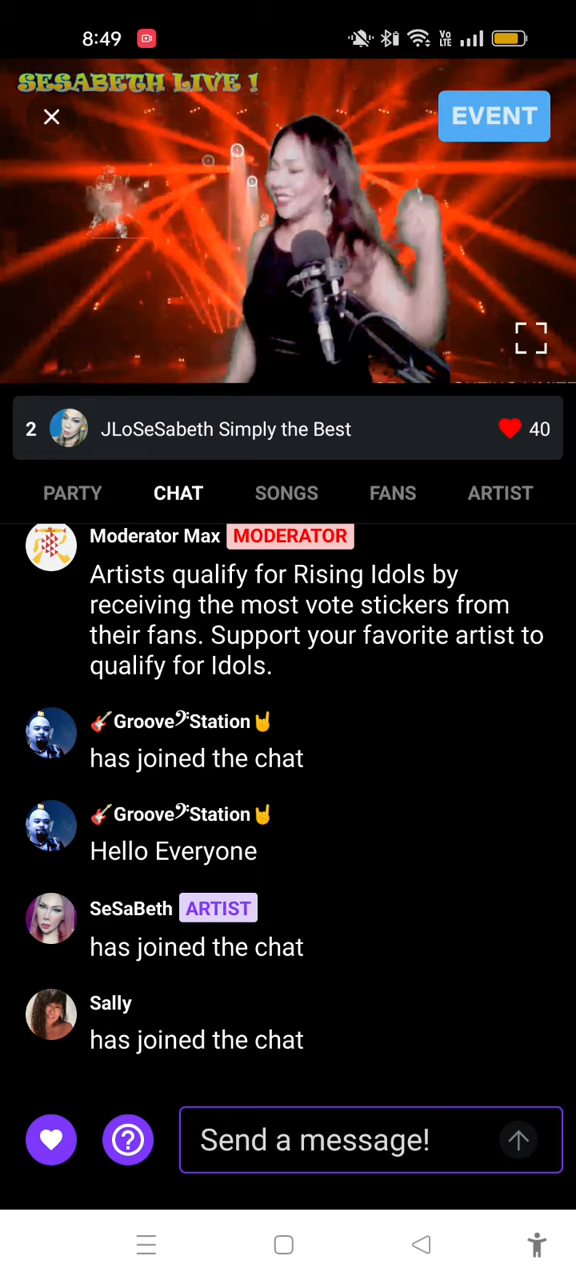 8:49
Vo
LTE
SESABETH LIVE !
EVENT
2 JLoSeSabeth Simply the Best 40
PARTY CHAT SONGS FANS ARTIST
Moderator Max MODERATOR
Artists qualify for Rising Idols by
receiving the most vote stickers from
their fans. Support your favorite artist to
qualify for Idols.
🎸Groove𝄢Station🤘
has joined the chat
🎸Groove𝄢Station🤘
Hello Everyone
SeSaBeth ARTIST
has joined the chat
Sally
has joined the chat
Send a message!